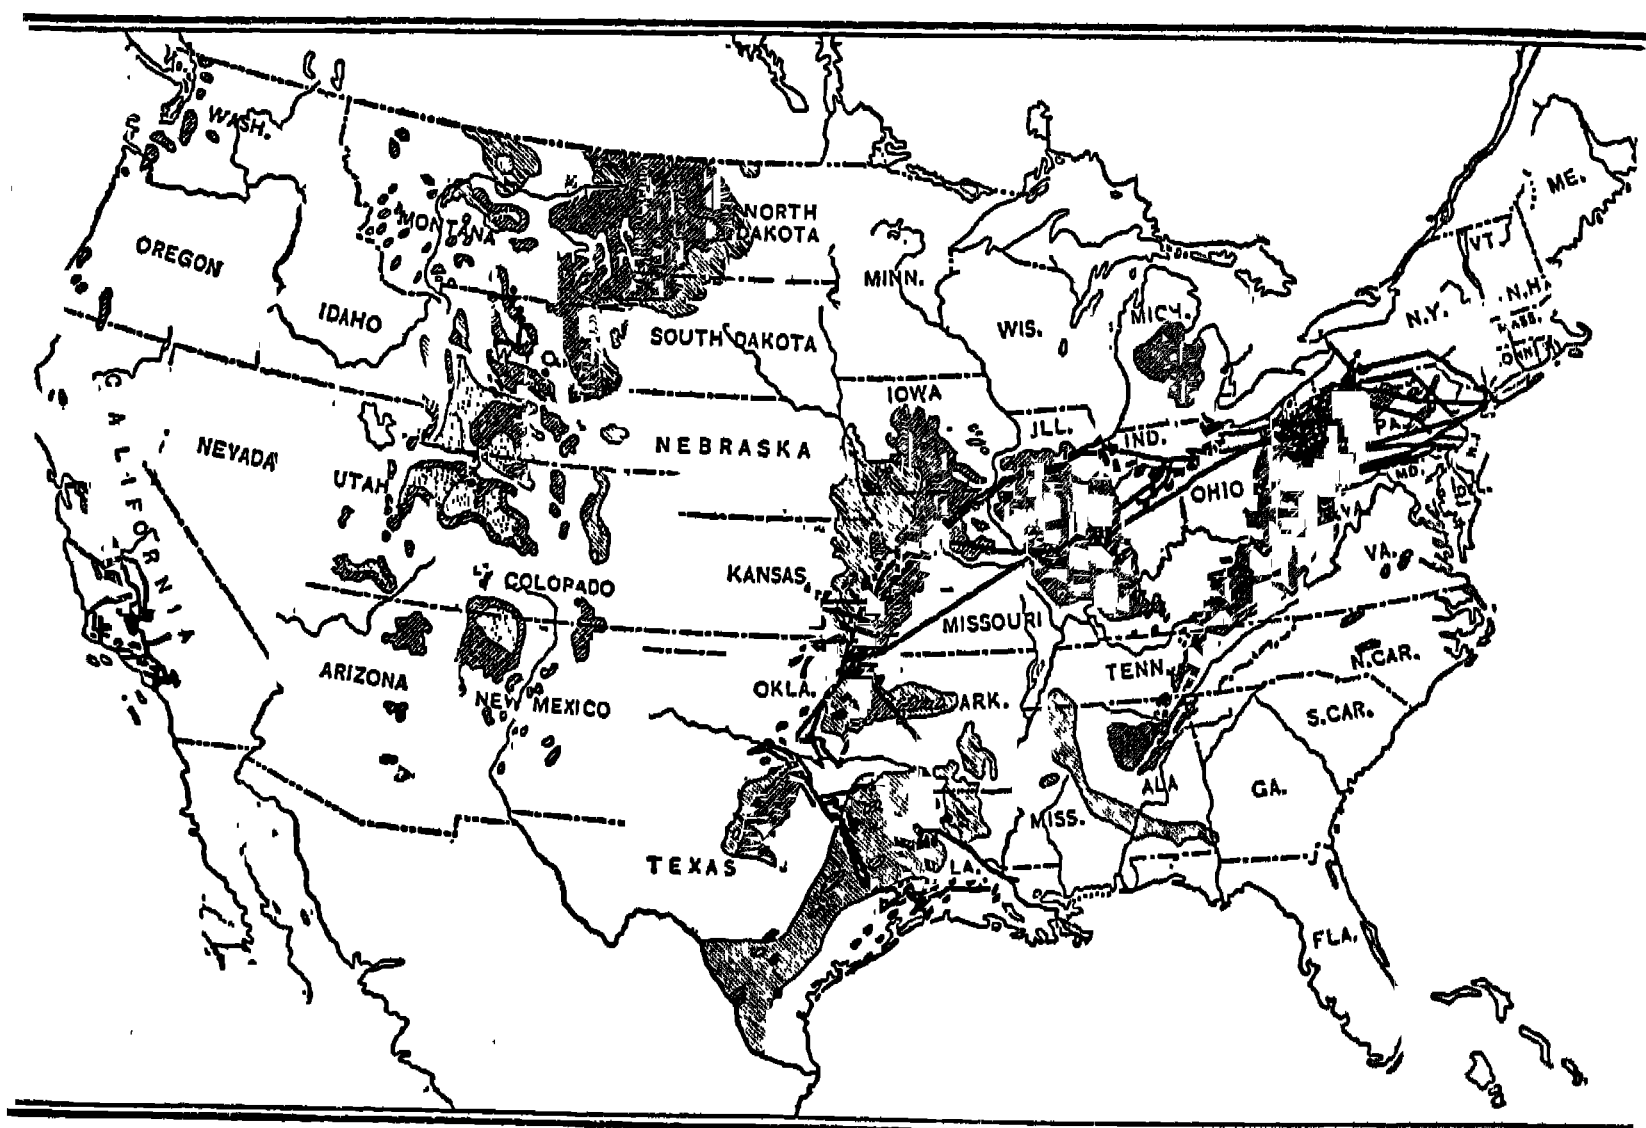 WASH.
ME.
MONTANA
NORTH
DAKOTA
VT.
OREGON
MINN.
N.H.
IDAHO
MICH.
N.Y.
WIS.
MASS.
SOUTH DAKOTA
CONN.
IOWA
CALIFORNIA
ILL.
IND.
PA.
NEVADA
NEBRASKA
UTAH
OHIO
MD.
VA.
COLORADO
KANSAS
MISSOURI
ARIZONA
TENN.
N.CAR.
OKLA.
NEW MEXICO
ARK.
S.CAR.
ALA
GA.
MISS.
TEXAS
LA.
FLA.